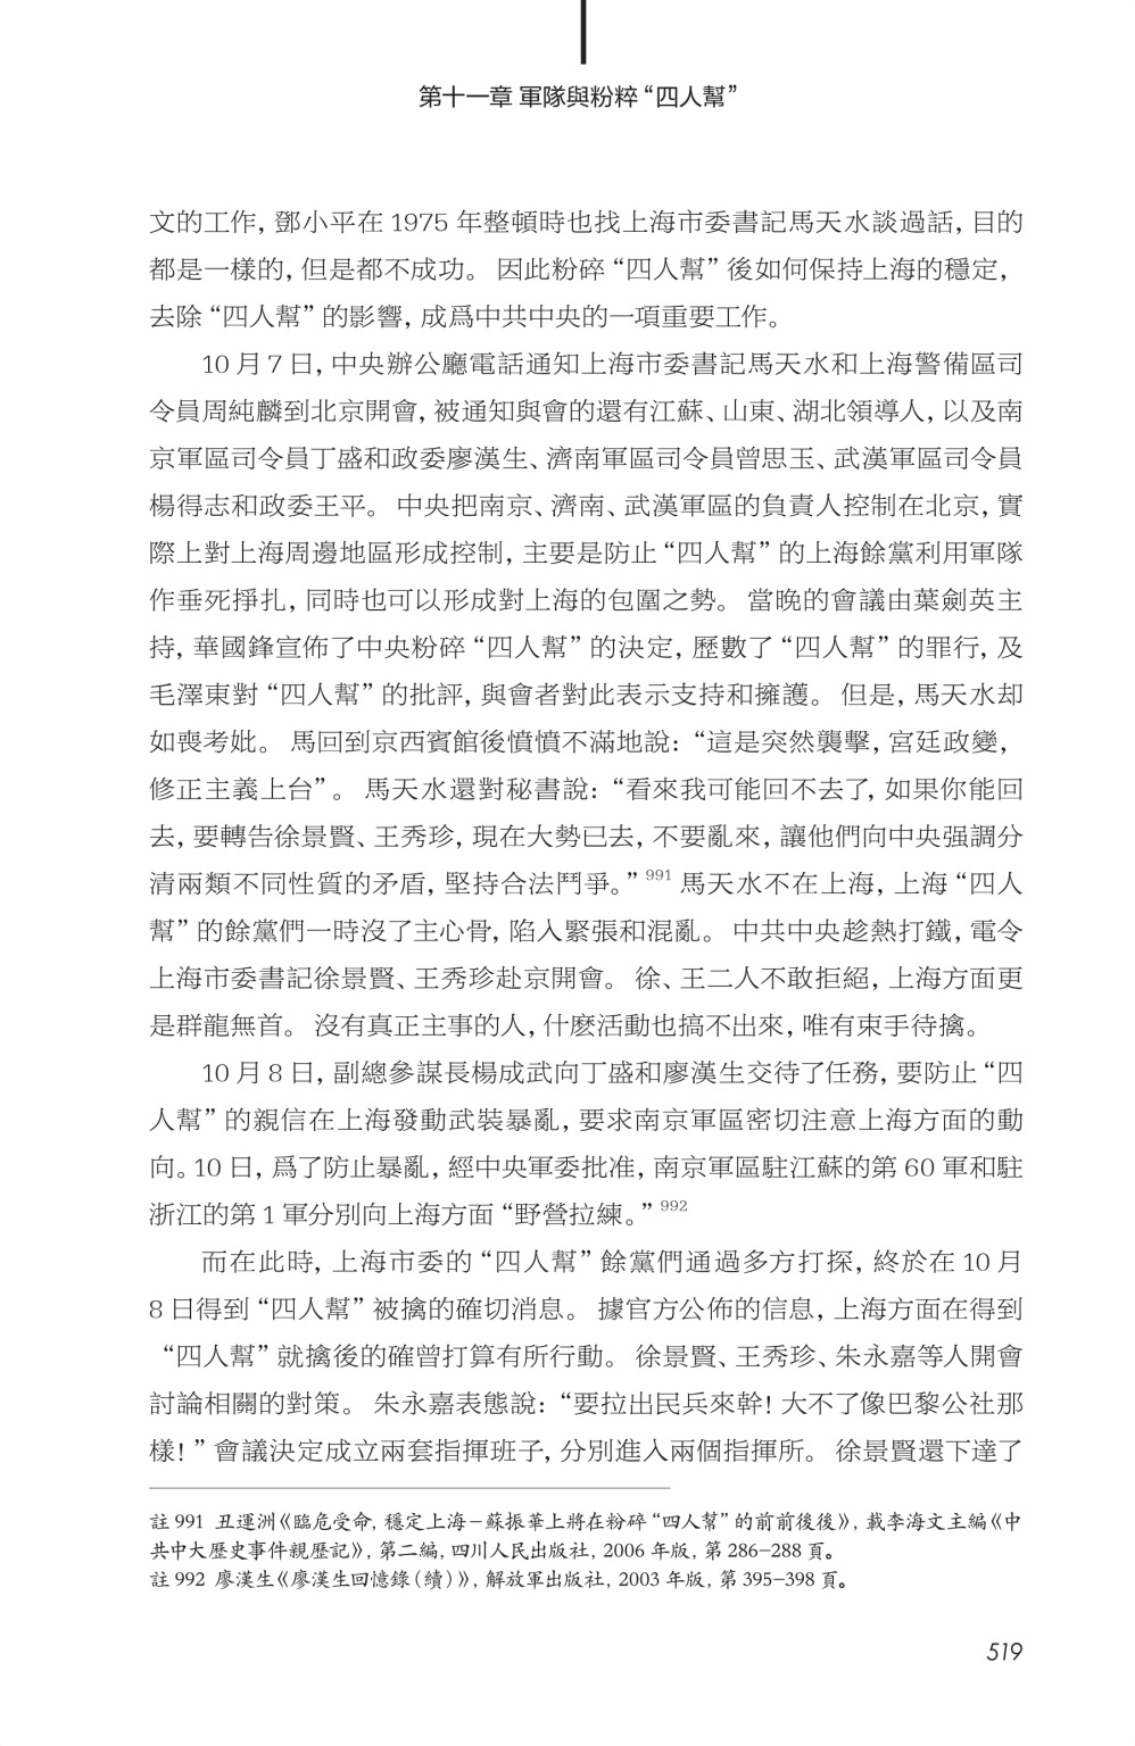 第十一章 軍隊與粉粹“四人幫”
文的工作, 鄧小平在 1975 年整頓時也找上海市委書記馬天水談過話, 目的
都是一樣的, 但是都不成功。 因此粉碎“四人幫” 後如何保持上海的穩定,
去除“四人幫” 的影響, 成爲中共中央的一項重要工作。
10 月 7 日, 中央辦公廳電話通知上海市委書記馬天水和上海警備區司
令員周純麟到北京開會, 被通知與會的還有江蘇、山東、湖北領導人, 以及南
京軍區司令員丁盛和政委廖漢生、濟南軍區司令員曾思玉、武漢軍區司令員
楊得志和政委王平。 中央把南京、濟南、武漢軍區的負責人控制在北京, 實
際上對上海周邊地區形成控制, 主要是防止“四人幫” 的上海餘黨利用軍隊
作垂死掙扎, 同時也可以形成對上海的包圍之勢。 當晚的會議由葉劍英主
持, 華國鋒宣佈了中央粉碎“四人幫” 的決定, 歷數了“四人幫” 的罪行, 及
毛澤東對“四人幫” 的批評, 與會者對此表示支持和擁護。 但是, 馬天水却
如喪考妣。 馬回到京西賓館後憤憤不滿地說: “這是突然襲擊, 宮廷政變,
修正主義上台”。 馬天水還對秘書說: “看來我可能回不去了, 如果你能回
去, 要轉告徐景賢、王秀珍, 現在大勢已去, 不要亂來, 讓他們向中央强調分
清兩類不同性質的矛盾, 堅持合法鬥爭。” 991 馬天水不在上海, 上海“四人
幫” 的餘黨們一時沒了主心骨, 陷入緊張和混亂。 中共中央趁熱打鐵, 電令
上海市委書記徐景賢、王秀珍赴京開會。 徐、王二人不敢拒絕, 上海方面更
是群龍無首。 沒有真正主事的人, 什麽活動也搞不出來, 唯有束手待擒。
10 月 8 日, 副總參謀長楊成武向丁盛和廖漢生交待了任務, 要防止“四
人幫” 的親信在上海發動武裝暴亂, 要求南京軍區密切注意上海方面的動
向。10 日, 爲了防止暴亂, 經中央軍委批准, 南京軍區駐江蘇的第 60 軍和駐
浙江的第 1 軍分別向上海方面“野營拉練。” 992
而在此時, 上海市委的“四人幫” 餘黨們通過多方打探, 終於在 10 月
8 日得到“四人幫” 被擒的確切消息。 據官方公佈的信息, 上海方面在得到
“四人幫” 就擒後的確曾打算有所行動。 徐景賢、王秀珍、朱永嘉等人開會
討論相關的對策。 朱永嘉表態說: “要拉出民兵來幹! 大不了像巴黎公社那
樣! ” 會議決定成立兩套指揮班子, 分別進入兩個指揮所。 徐景賢還下達了
註 991 丑運洲《臨危受命, 穩定上海－蘇振華上將在粉碎“四人幫” 的前前後後》, 載李海文主編《中
共中大歷史事件親歷記》, 第二編, 四川人民出版社, 2006 年版, 第 286–288 頁。
註 992 廖漢生《廖漢生回憶錄（續）》, 解放軍出版社, 2003 年版, 第 395–398 頁。
519